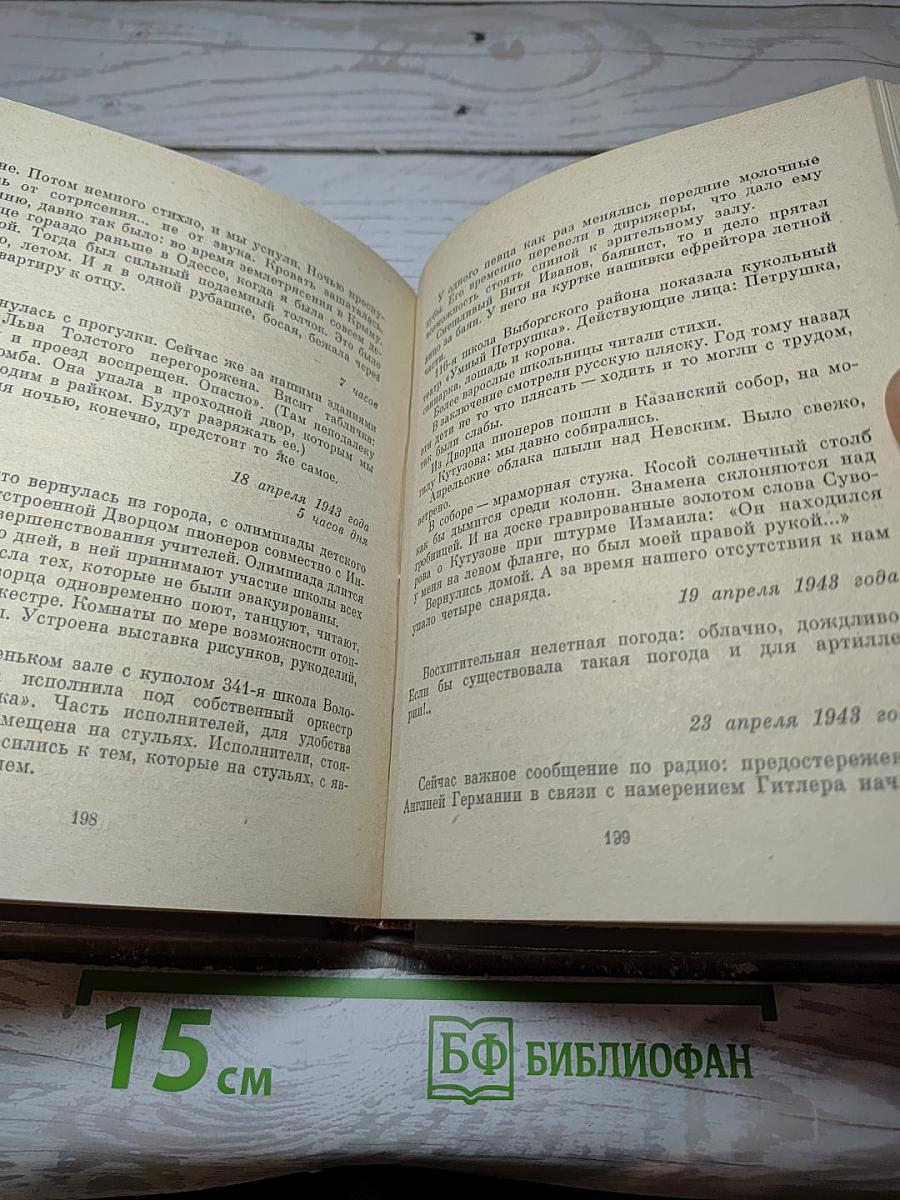 не. Потом немного стихло, и мы уснули. Ночью просну-
ь от сотрясения... не от звука. Кровать зашаталась.
ню, давно так было: во время землетрясения в Крыму.
ще гораздо раньше в Одессе, когда я была совсем де-
ой. Тогда был сильный подземный толчок. Это было
о, летом. И я в одной рубашке, босая, бежала через
вартиру к отцу.
7 часов
нулась с прогулки. Сейчас же за нашими зданиями
Льва Толстого перегорожена. Висит табличка:
и проезд воспрещен. Опасно». (Там неподалеку
омба. Она упала в проходной двор, которым мы
одим в райком. Будут разряжать ее.)
я ночью, конечно, предстоит то же самое.
18 апреля 1943 года
5 часов дня
то вернулась из города, с олимпиады детского
устроенной Дворцом пионеров совместно с Ин-
вершенствования учителей. Олимпиада длится
о дней, в ней принимают участие школы всех
сла тех, которые не были эвакуированы.
ворца одновременно поют, танцуют, читают,
кестре. Комнаты по мере возможности отоп-
ы. Устроена выставка рисунков, рукоделий,
еньком зале с куполом 341-я школа Воло-
исполнила под собственный оркестр
ка». Часть исполнителей, для удобства
мещена на стульях. Исполнители, стоя-
осились к тем, которые на стульях, с яв-
ем.
198
У одного певца как раз менялись передние молочные
зубы. Его временно перевели в дирижеры, что дало ему
возможность стоять спиной к зрительному залу.
Смешливый Витя Иванов, баянист, то и дело прятал
лицо за баян. У него на куртке нашивки ефрейтора летной
части.
116-я школа Выборгского района показала кукольный
театр «Умный Петрушка». Действующие лица: Петрушка,
санитарка, лошадь и корова.
Более взрослые школьницы читали стихи.
В заключение смотрели русскую пляску. Год тому назад
эти дети не то что плясать — ходить и то могли с трудом,
так были слабы.
Из Дворца пионеров пошли в Казанский собор, на мо-
гилу Кутузова: мы давно собирались.
Апрельские облака плыли над Невским. Было свежо,
ветрено.
В соборе — мраморная стужа. Косой солнечный столб
как бы дымится среди колонн. Знамена склоняются над
гробницей. И на доске гравированные золотом слова Суво-
рова о Кутузове при штурме Измаила: «Он находился
у меня на левом фланге, но был моей правой рукой...»
Вернулись домой. А за время нашего отсутствия к нам
упало четыре снаряда.
19 апреля 1943 года
Восхитительная нелетная погода: облачно, дождливо
Если бы существовала такая погода и для артилле
рии!..
23 апреля 1943 го
Сейчас важное сообщение по радио: предостережен
Англией Германии в связи с намерением Гитлера нач
199
15 см
БФ БИБЛИОФАН